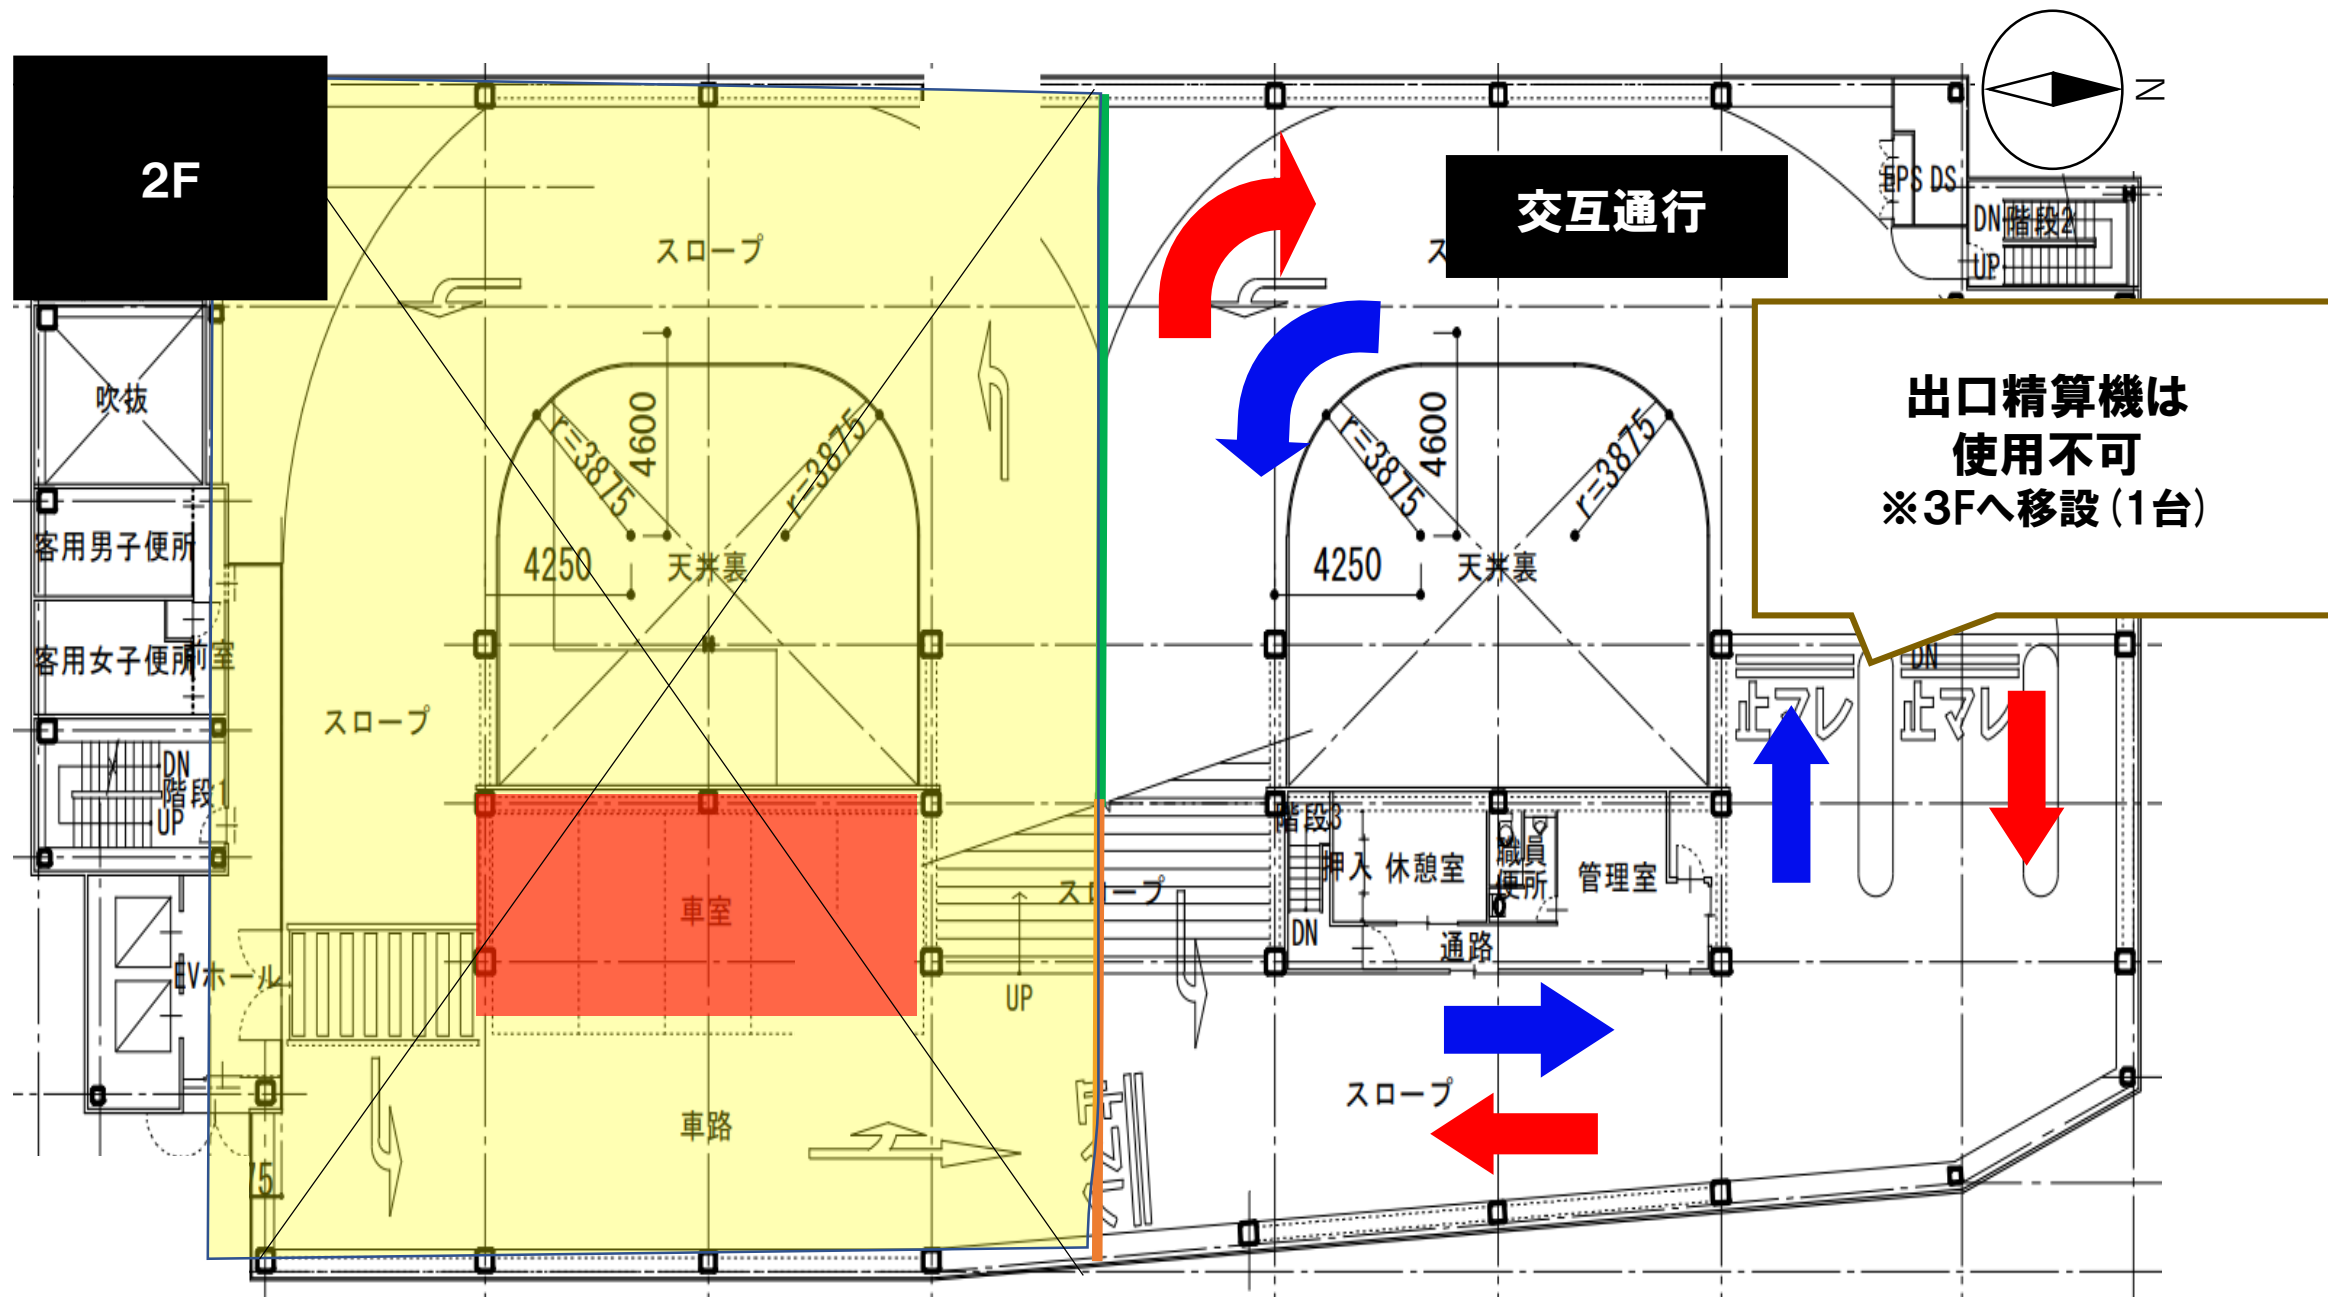 2F
交互通行
N
出口精算機は
使用不可
※3Fへ移設(1台)
EPS DS
DN 階段2
UP
スロープ
吹抜
客用男子便所
客用女子便所
前室
DN
階段1
UP
EVホール
スロープ
4600
r=3875
r=3875
4250
天井裏
車室
車路
スロープ
UP
4600
r=3875
r=3875
4250
天井裏
階段3
押入
休憩室
職員
便所
管理室
DN
通路
スロープ
DN
止マレ
止マレ
75